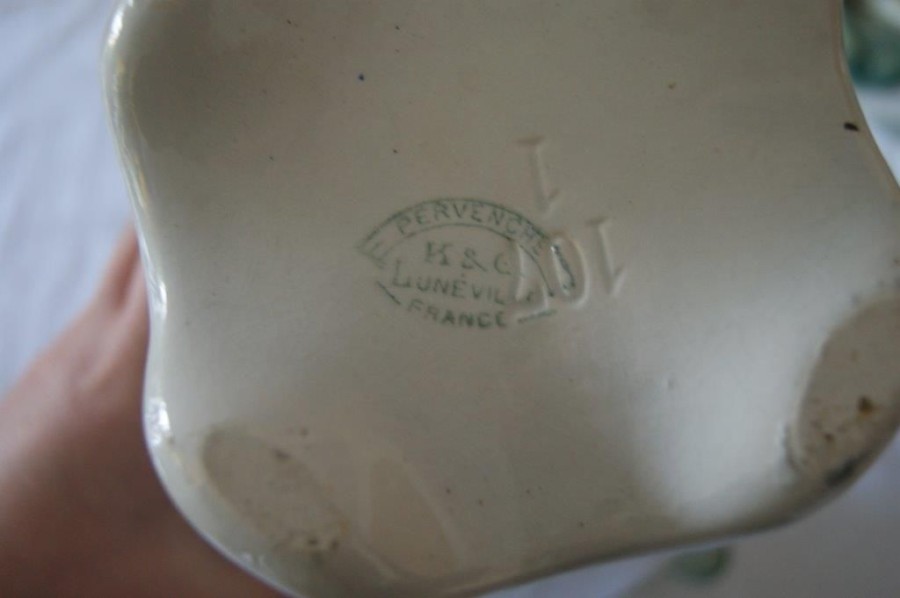 PERVENCHE
K & G
LUNÉVILLE
FRANCE